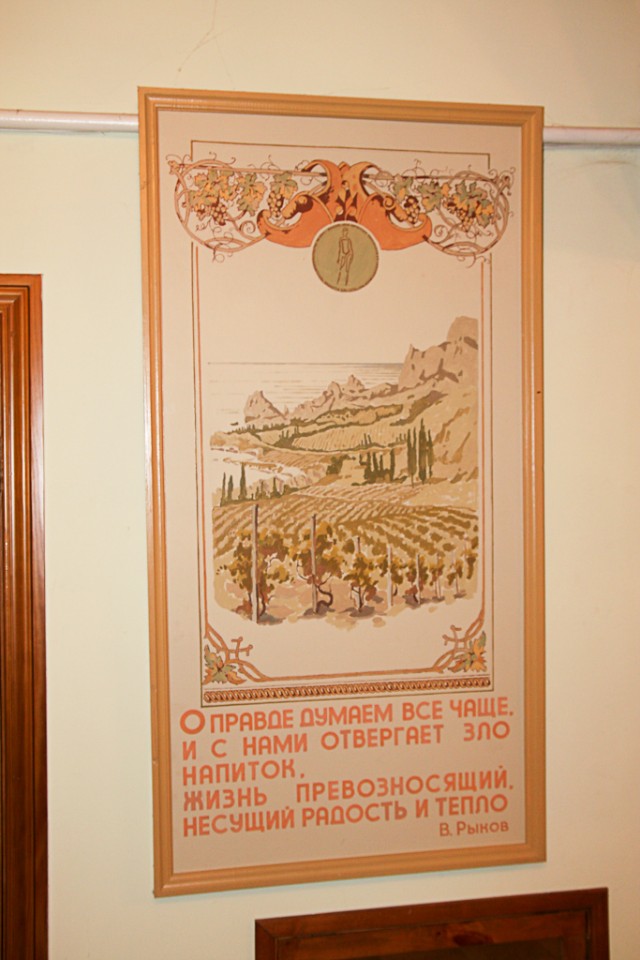 О ПРАВДЕ ДУМАЕМ ВСЕ ЧАЩЕ,
И С НАМИ ОТВЕРГАЕТ ЗЛО
НАПИТОК,
ЖИЗНЬ ПРЕВОЗНОСЯЩИЙ,
НЕСУЩИЙ РАДОСТЬ И ТЕПЛО
В. РЫКОВ